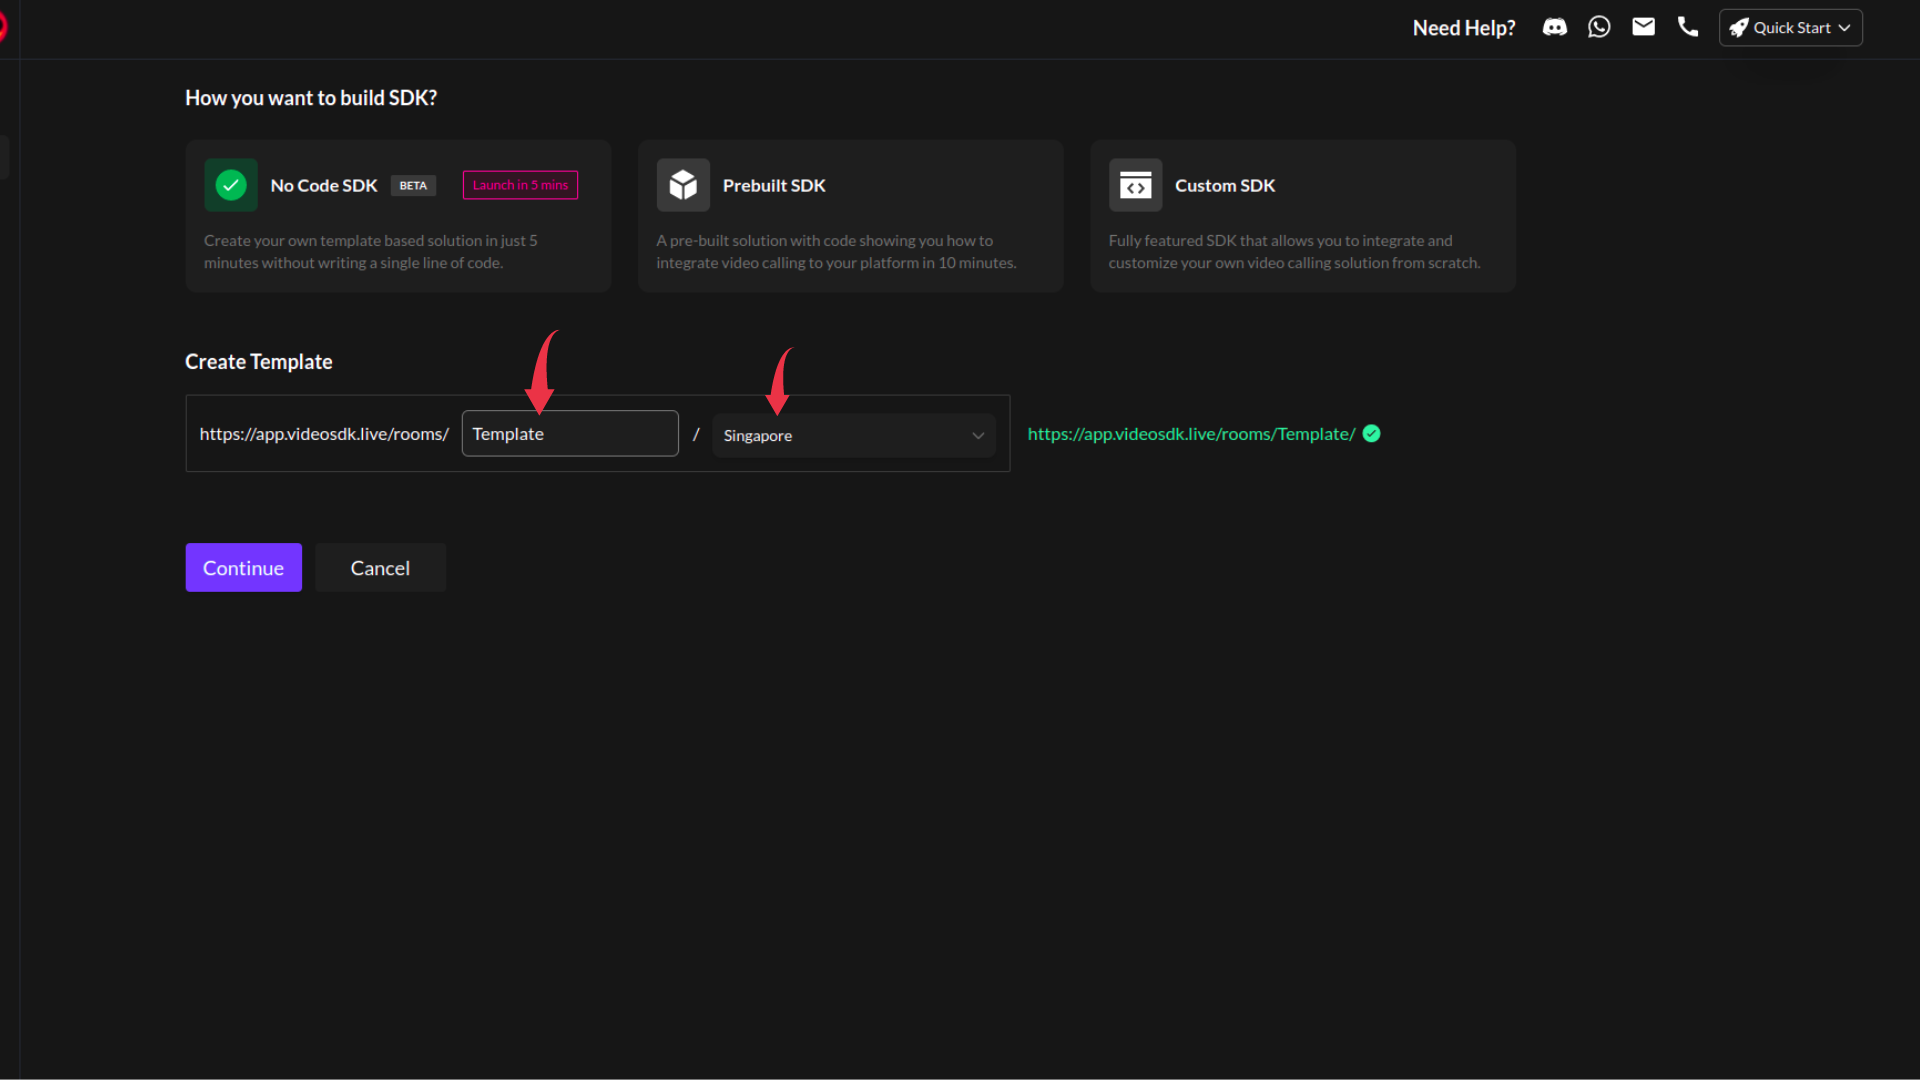 Need Help?
Quick Start
How you want to build SDK?
No Code SDK BETA Launch in 5 mins
Create your own template based solution in just 5
minutes without writing a single line of code.
Prebuilt SDK
A pre-built solution with code showing you how to
integrate video calling to your platform in 10 minutes.
Custom SDK
Fully featured SDK that allows you to integrate and
customize your own video calling solution from scratch.
Create Template
https://app.videosdk.live/rooms/ Template / Singapore https://app.videosdk.live/rooms/Template/
Continue Cancel